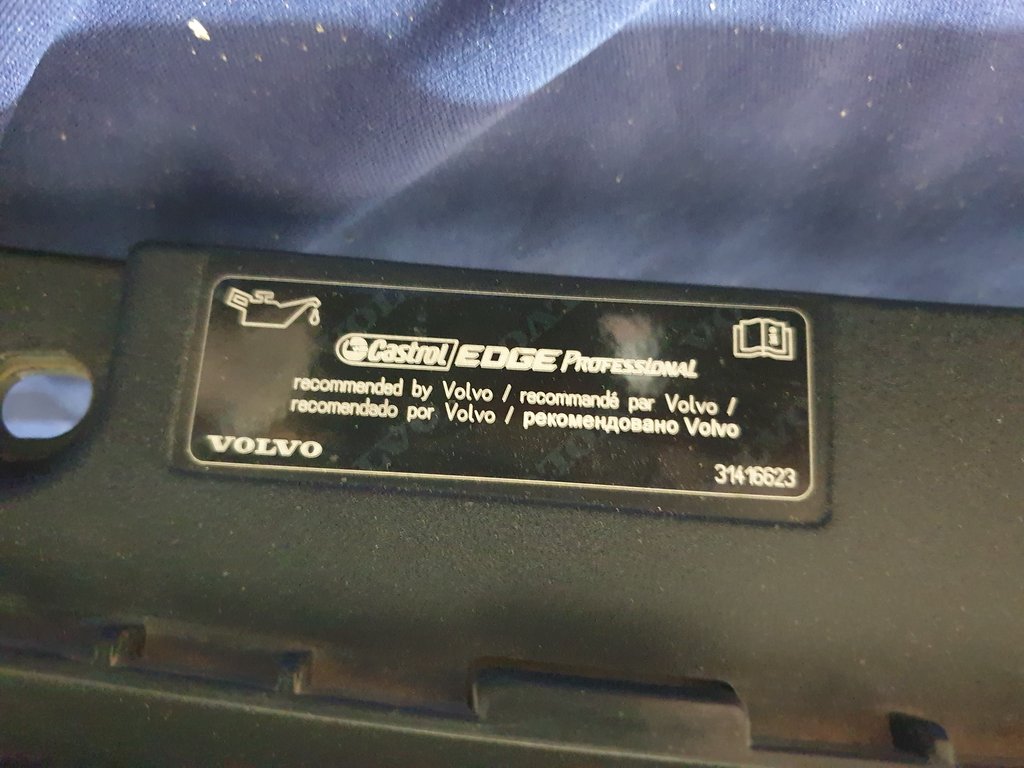 Castrol EDGE PROFESSIONAL
recommended by Volvo / recommandé par Volvo /
recomendado por Volvo / рекомендовано Volvo
VOLVO
31416623